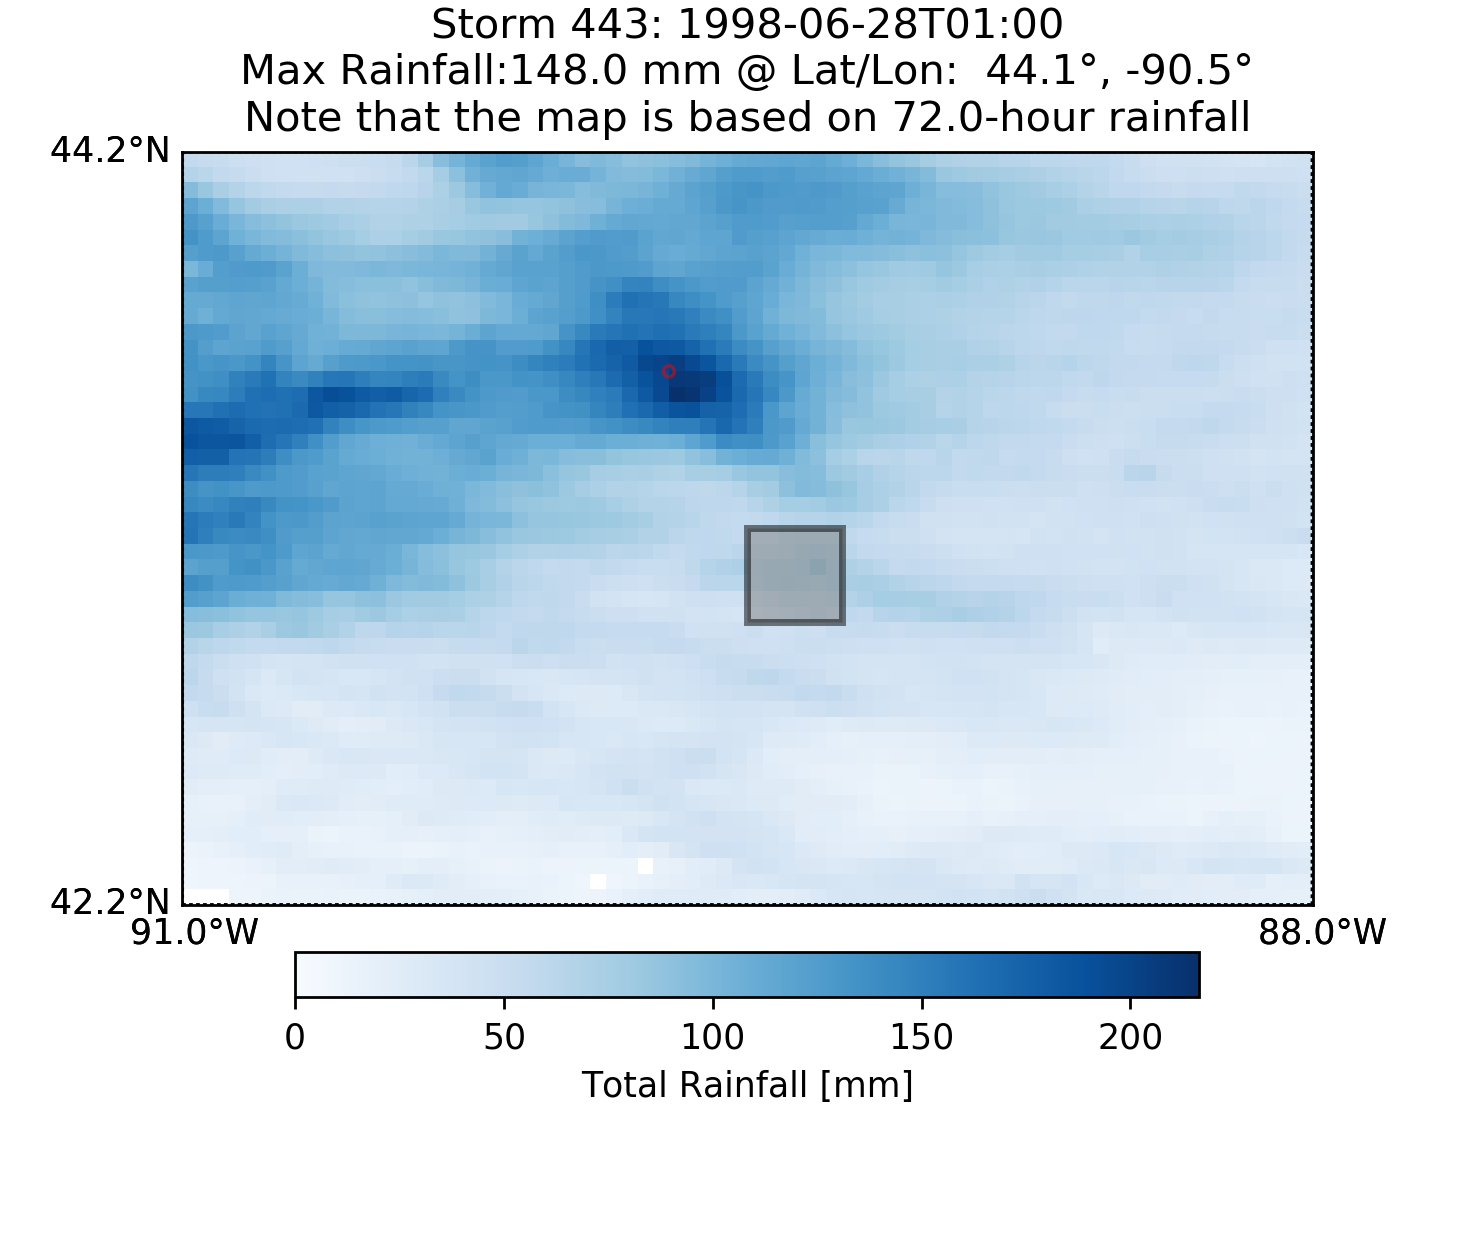 Storm 443: 1998-06-28T01:00
Max Rainfall:148.0 mm @ Lat/Lon:  44.1°, -90.5°
Note that the map is based on 72.0-hour rainfall
44.2°N
42.2°N
91.0°W 88.0°W
0 50 100 150 200
Total Rainfall [mm]